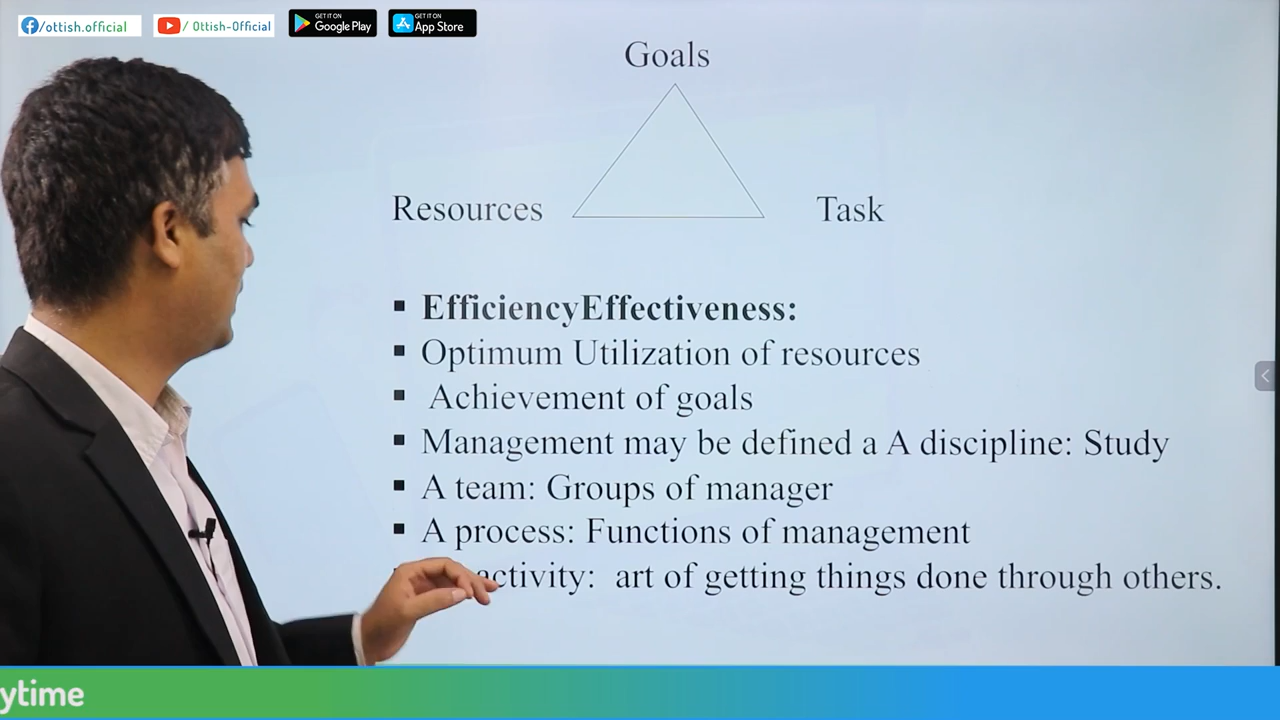 /ottish.official
/ Ottish-Official
GET IT ON
Google Play
GET IT ON
App Store
Goals
Resources
Task
▪ EfficiencyEffectiveness:
▪ Optimum Utilization of resources
▪ Achievement of goals
▪ Management may be defined a A discipline: Study
▪ A team: Groups of manager
▪ A process: Functions of management
activity: art of getting things done through others.
ytime